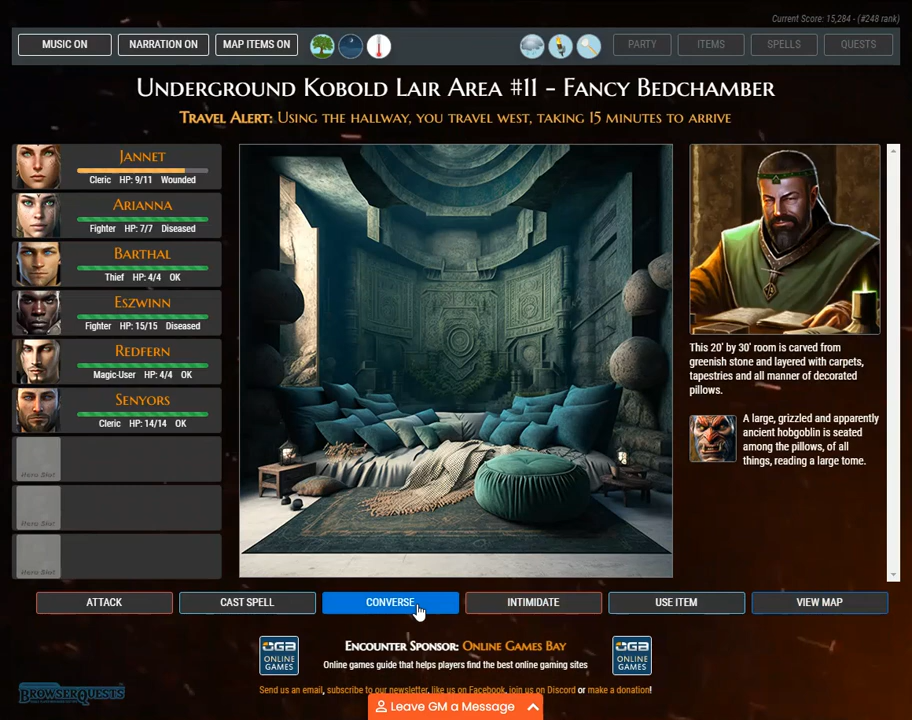 Current Score: 15,284 - (#248 rank)
MUSIC ON
NARRATION ON
MAP ITEMS ON
PARTY
ITEMS
SPELLS
QUESTS
Underground Kobold Lair Area #11 - Fancy Bedchamber
Travel Alert: Using the hallway, you travel west, taking 15 minutes to arrive
Jannet
Cleric HP: 9/11 Wounded
Arianna
Fighter HP: 7/7 Diseased
Barthal
Thief HP: 4/4 OK
Eszwinn
Fighter HP: 15/15 Diseased
Redfern
Magic-User HP: 4/4 OK
Senyors
Cleric HP: 14/14 OK
Hero Slot
Hero Slot
Hero Slot
This 20' by 30' room is carved from
greenish stone and layered with carpets,
tapestries and all manner of decorated
pillows.
A large, grizzled and apparently
ancient hobgoblin is seated
among the pillows, of all
things, reading a large tome.
ATTACK
CAST SPELL
CONVERSE
INTIMIDATE
USE ITEM
VIEW MAP
OGA
ONLINE
GAMES
Encounter Sponsor: Online Games Bay
Online games guide that helps players find the best online gaming sites
OGA
ONLINE
GAMES
Send us an email, subscribe to our newsletter, like us on Facebook, join us on Discord or make a donation!
BrowserQuests
Leave GM a Message